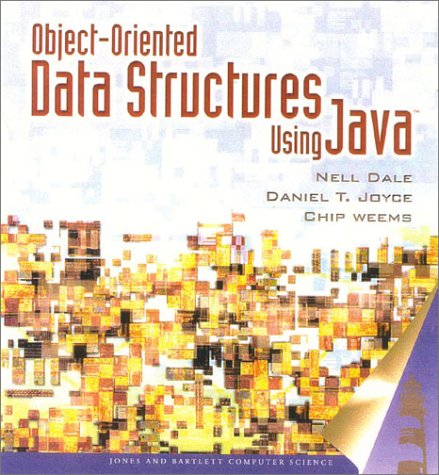 Object-Oriented
Data Structures
Using Java™
Nell Dale
Daniel T. Joyce
Chip Weems
JONES AND BARTLETT COMPUTER SCIENCE